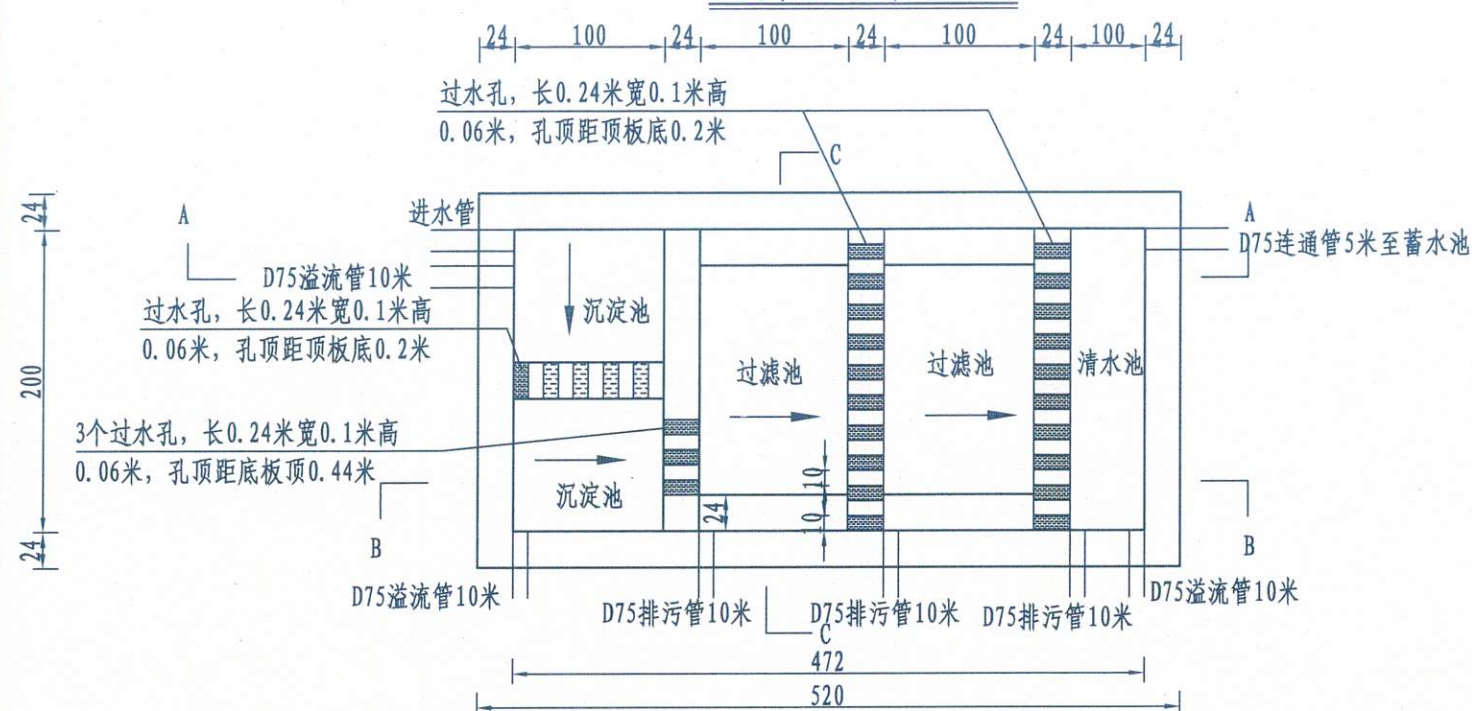 24 100 24 100 24 100 24 100 24
过水孔，长0.24米宽0.1米高
0.06米，孔顶距顶板底0.2米
C
24
进水管
A
A
D75连通管5米至蓄水池
D75溢流管10米
过水孔，长0.24米宽0.1米高
0.06米，孔顶距顶板底0.2米
沉淀池
200
过滤池
过滤池
清水池
3个过水孔，长0.24米宽0.1米高
0.06米，孔顶距底板顶0.44米
沉淀池
10
24
10
B
B
24
D75溢流管10米
D75排污管10米
D75排污管10米
D75排污管10米
D75溢流管10米
C
472
520